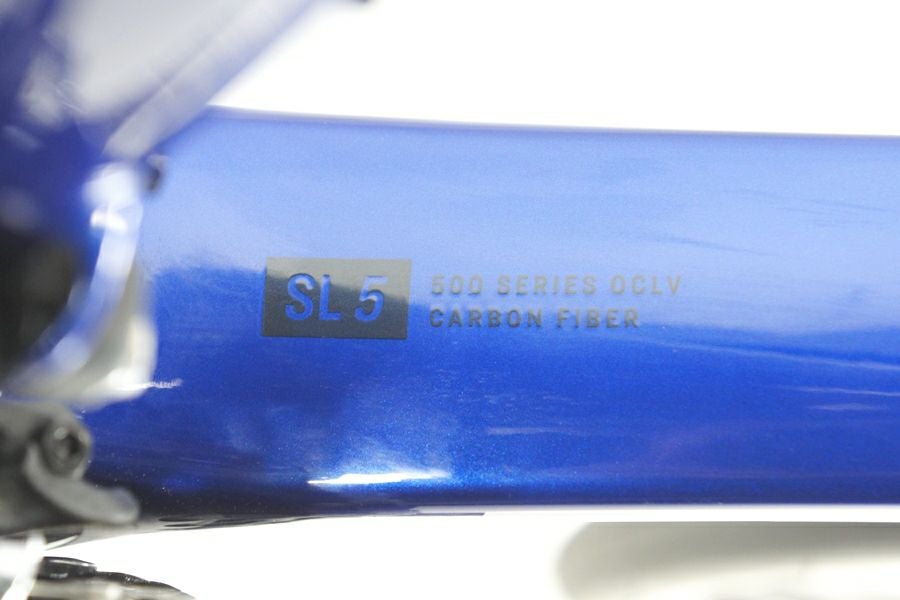 SL 5
500 SERIES OCLV
CARBON FIBER